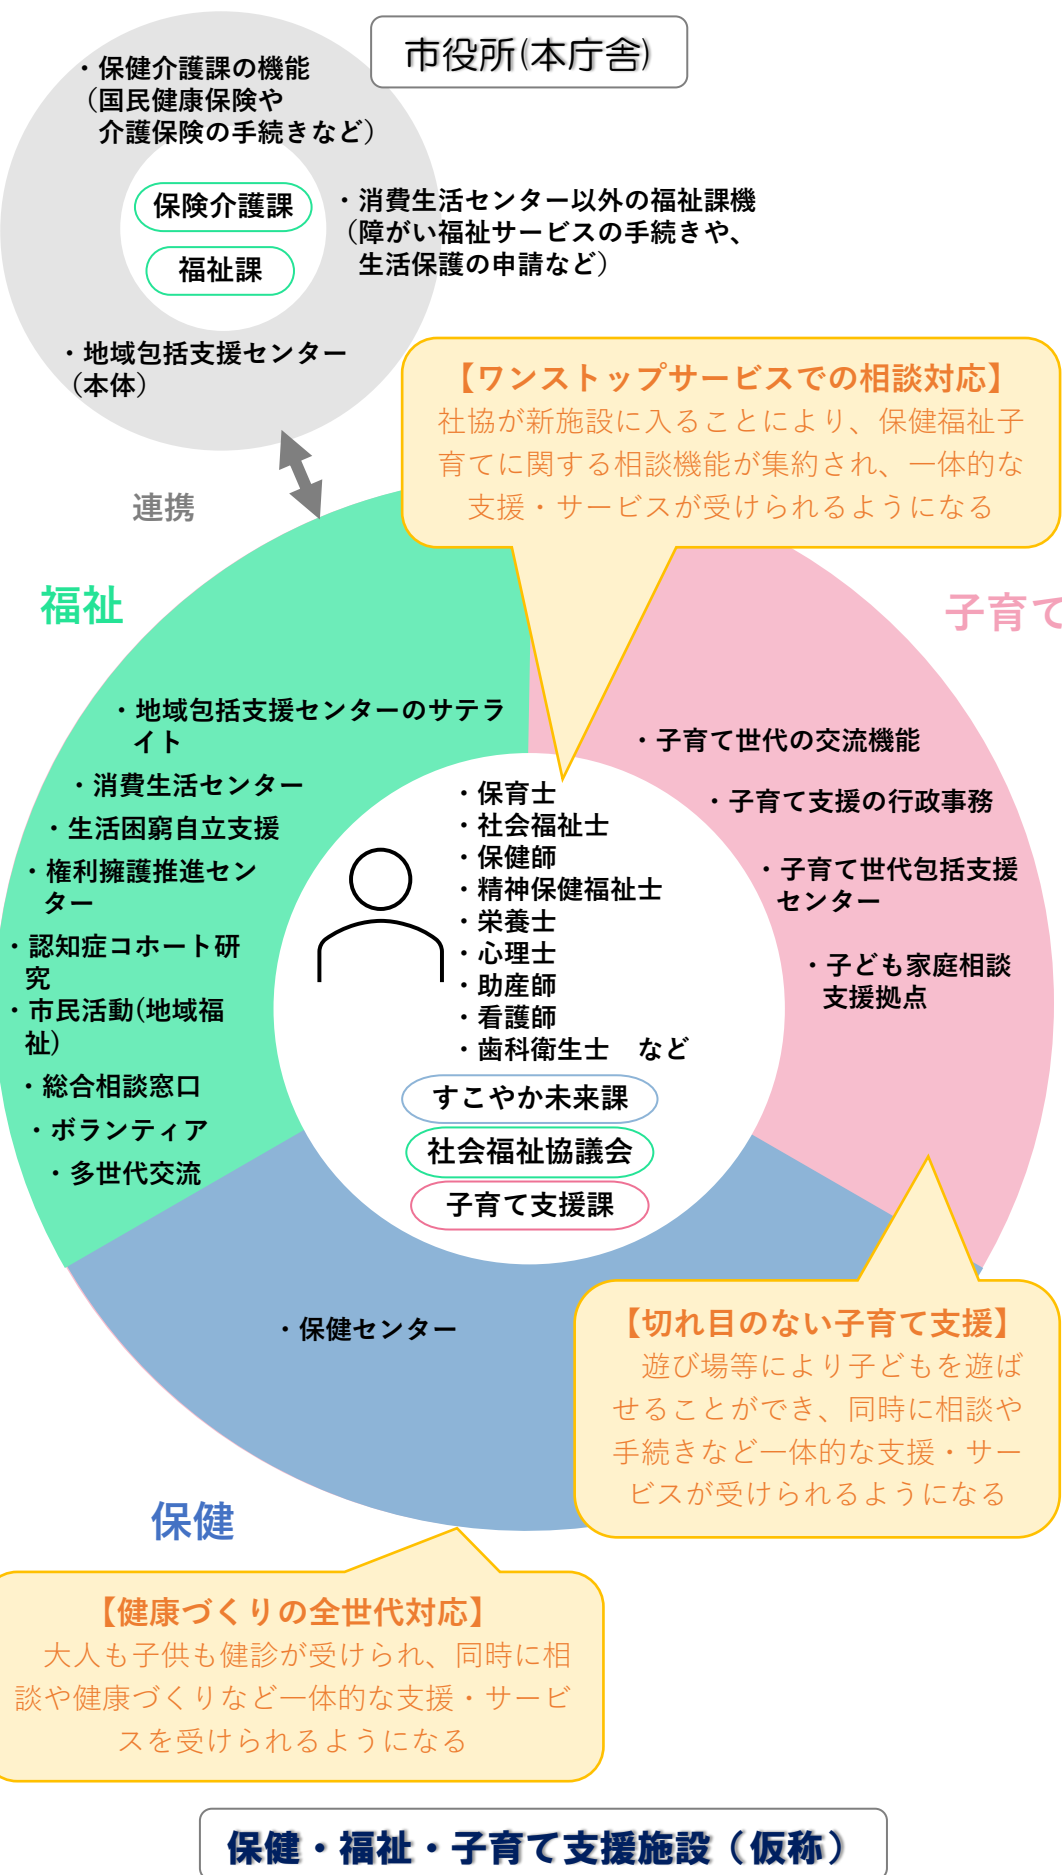 市役所(本庁舎)
・保健介護課の機能
（国民健康保険や
介護保険の手続きなど）
保険介護課
福祉課
・消費生活センター以外の福祉課機
（障がい福祉サービスの手続きや、
生活保護の申請など）
・地域包括支援センター
（本体）
連携
【ワンストップサービスでの相談対応】
社協が新施設に入ることにより、保健福祉子
育てに関する相談機能が集約され、一体的な
支援・サービスが受けられるようになる
福祉
子育て
・地域包括支援センターのサテラ
イト
・消費生活センター
・生活困窮自立支援
・権利擁護推進セン
ター
・認知症コホート研
究
・市民活動(地域福
祉)
・総合相談窓口
・ボランティア
・多世代交流
・保育士
・社会福祉士
・保健師
・精神保健福祉士
・栄養士
・心理士
・助産師
・看護師
・歯科衛生士　など
すこやか未来課
社会福祉協議会
子育て支援課
・子育て世代の交流機能
・子育て支援の行政事務
・子育て世代包括支援
センター
・子ども家庭相談
支援拠点
・保健センター
【切れ目のない子育て支援】
遊び場等により子どもを遊ば
せることができ、同時に相談や
手続きなど一体的な支援・サー
ビスが受けられるようになる
保健
【健康づくりの全世代対応】
大人も子供も健診が受けられ、同時に相
談や健康づくりなど一体的な支援・サービ
スを受けられるようになる
保健・福祉・子育て支援施設（仮称）